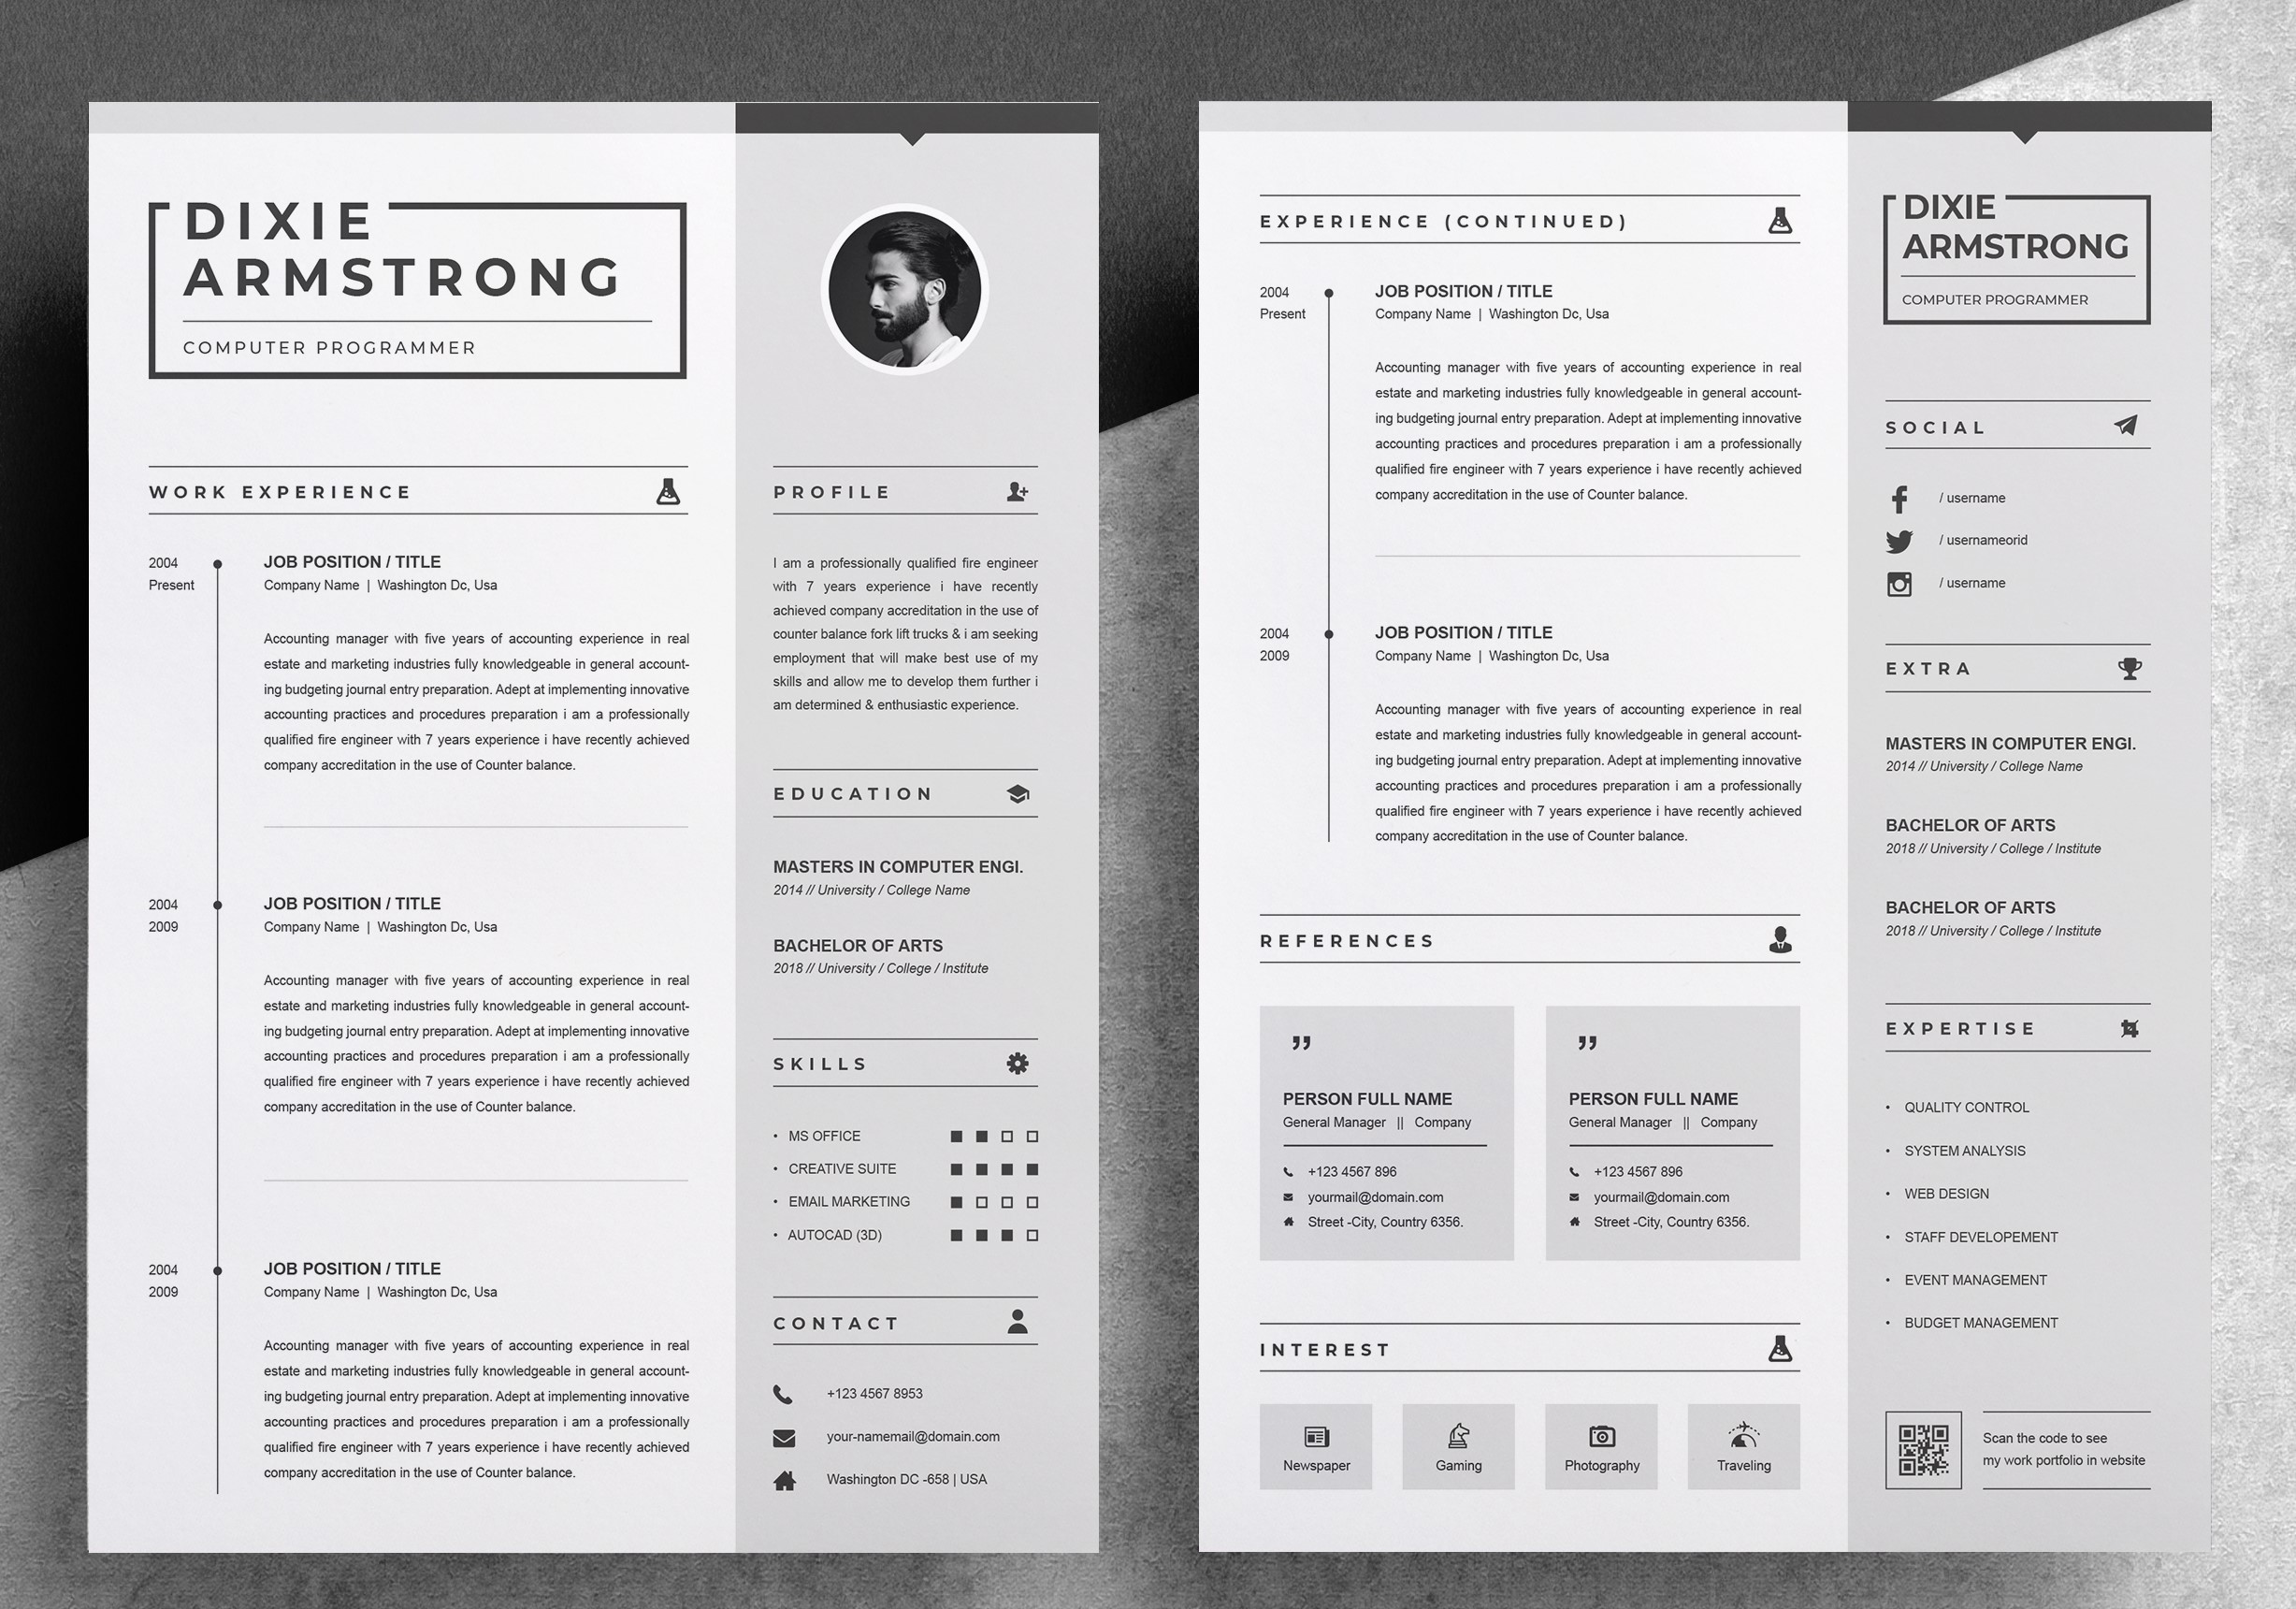 DIXIE
ARMSTRONG
COMPUTER PROGRAMMER
WORK EXPERIENCE
2004
Present
JOB POSITION / TITLE
Company Name | Washington Dc, Usa
Accounting manager with five years of accounting experience in real
estate and marketing industries fully knowledgeable in general account-
ing budgeting journal entry preparation. Adept at implementing innovative
accounting practices and procedures preparation i am a professionally
qualified fire engineer with 7 years experience i have recently achieved
company accreditation in the use of Counter balance.
2004
2009
JOB POSITION / TITLE
Company Name | Washington Dc, Usa
Accounting manager with five years of accounting experience in real
estate and marketing industries fully knowledgeable in general account-
ing budgeting journal entry preparation. Adept at implementing innovative
accounting practices and procedures preparation i am a professionally
qualified fire engineer with 7 years experience i have recently achieved
company accreditation in the use of Counter balance.
2004
2009
JOB POSITION / TITLE
Company Name | Washington Dc, Usa
Accounting manager with five years of accounting experience in real
estate and marketing industries fully knowledgeable in general account-
ing budgeting journal entry preparation. Adept at implementing innovative
accounting practices and procedures preparation i am a professionally
qualified fire engineer with 7 years experience i have recently achieved
company accreditation in the use of Counter balance.
PROFILE
I am a professionally qualified fire engineer
with 7 years experience i have recently
achieved company accreditation in the use of
counter balance fork lift trucks & i am seeking
employment that will make best use of my
skills and allow me to develop them further i
am determined & enthusiastic experience.
EDUCATION
MASTERS IN COMPUTER ENGI.
2014 // University / College Name
BACHELOR OF ARTS
2018 // University / College / Institute
SKILLS
• MS OFFICE
• CREATIVE SUITE
• EMAIL MARKETING
• AUTOCAD (3D)
CONTACT
+123 4567 8953
your-namemail@domain.com
Washington DC -658 | USA
EXPERIENCE (CONTINUED)
2004
Present
JOB POSITION / TITLE
Company Name | Washington Dc, Usa
Accounting manager with five years of accounting experience in real
estate and marketing industries fully knowledgeable in general account-
ing budgeting journal entry preparation. Adept at implementing innovative
accounting practices and procedures preparation i am a professionally
qualified fire engineer with 7 years experience i have recently achieved
company accreditation in the use of Counter balance.
2004
2009
JOB POSITION / TITLE
Company Name | Washington Dc, Usa
Accounting manager with five years of accounting experience in real
estate and marketing industries fully knowledgeable in general account-
ing budgeting journal entry preparation. Adept at implementing innovative
accounting practices and procedures preparation i am a professionally
qualified fire engineer with 7 years experience i have recently achieved
company accreditation in the use of Counter balance.
REFERENCES
”
PERSON FULL NAME
General Manager || Company
+123 4567 896
yourmail@domain.com
Street -City, Country 6356.
”
PERSON FULL NAME
General Manager || Company
+123 4567 896
yourmail@domain.com
Street -City, Country 6356.
INTEREST
Newspaper
Gaming
Photography
Traveling
DIXIE
ARMSTRONG
COMPUTER PROGRAMMER
SOCIAL
/ username
/ usernameorid
/ username
EXTRA
MASTERS IN COMPUTER ENGI.
2014 // University / College Name
BACHELOR OF ARTS
2018 // University / College / Institute
BACHELOR OF ARTS
2018 // University / College / Institute
EXPERTISE
• QUALITY CONTROL
• SYSTEM ANALYSIS
• WEB DESIGN
• STAFF DEVELOPEMENT
• EVENT MANAGEMENT
• BUDGET MANAGEMENT
Scan the code to see
my work portfolio in website